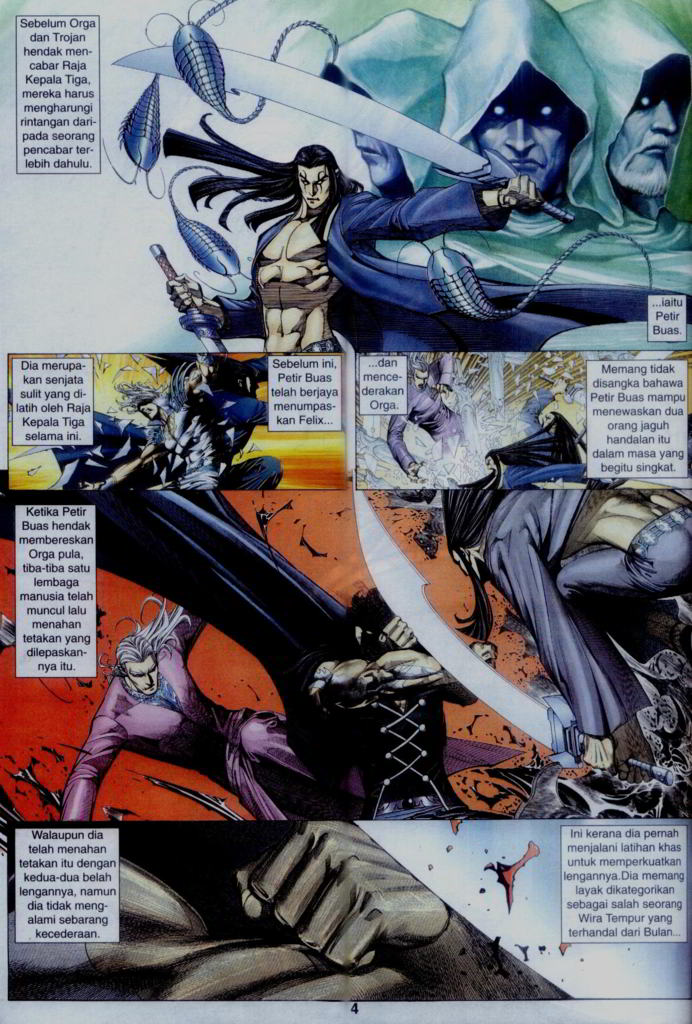 Sebelum Orga
dan Trojan
hendak men-
cabar Raja
Kepala Tiga,
mereka harus
mengharungi
rintangan dari-
pada seorang
pencabar ter-
lebih dahulu.
...iaitu
Petir
Buas.
Dia merupa-
kan senjata
sulit yang di-
latih oleh Raja
Kepala Tiga
selama ini.
Sebelum ini,
Petir Buas
telah berjaya
menumpas-
kan Felix...
...dan
mence-
derakan
Orga.
Memang tidak
disangka bahawa
Petir Buas mampu
menewaskan dua
orang jaguh
handalan itu
dalam masa yang
begitu singkat.
Ketika Petir
Buas hendak
membereskan
Orga pula,
tiba-tiba satu
lembaga
manusia telah
muncul lalu
menahan
tetakan yang
dilepaskan-
nya itu.
Walaupun dia
telah menahan
tetakan itu dengan
kedua-dua belah
lengannya, namun
dia tidak meng-
alami sebarang
kecederaan.
Ini kerana dia pernah
menjalani latihan khas
untuk memperkuatkan
lengannya.Dia memang
layak dikategorikan
sebagai salah seorang
Wira Tempur yang
terhandal dari Bulan...
4